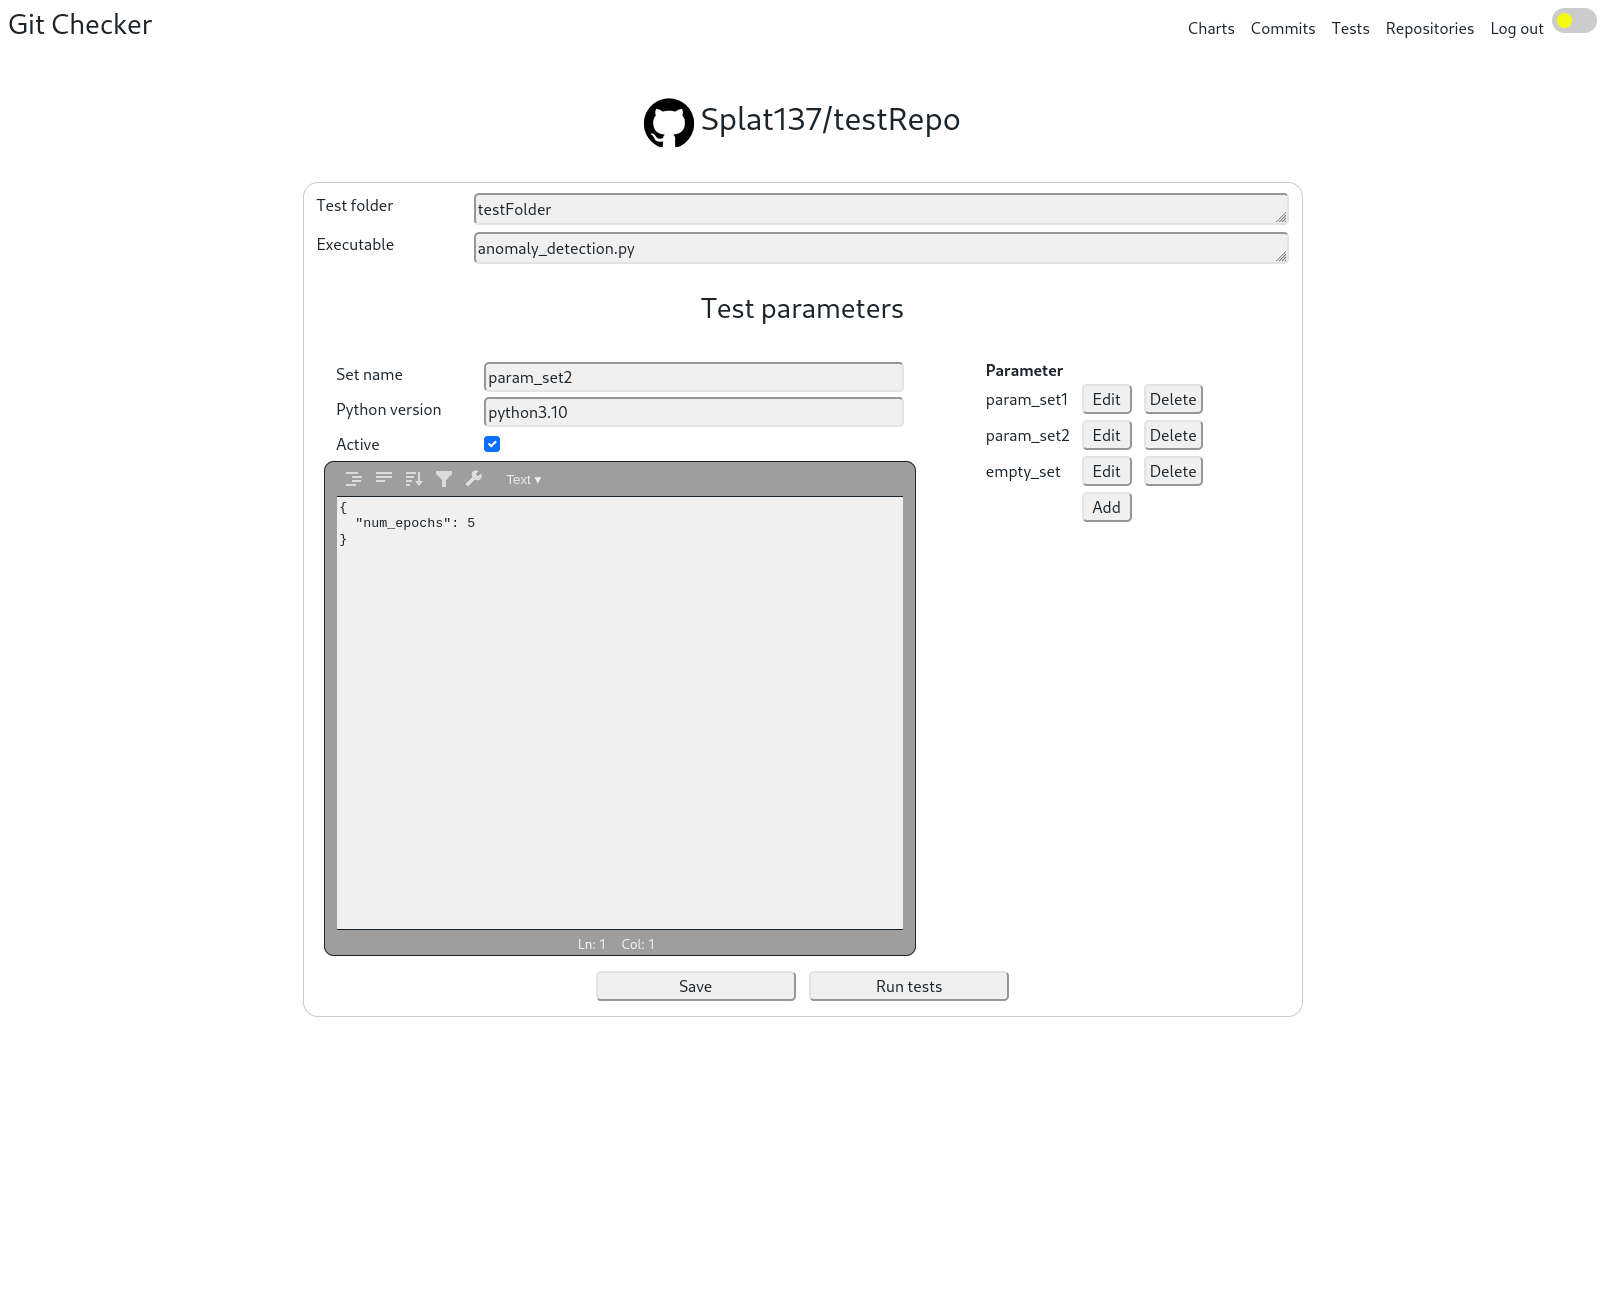 Git Checker
Charts Commits Tests Repositories Log out
Splat137/testRepo
Test folder testFolder
Executable anomaly_detection.py
Test parameters
Set name param_set2
Python version python3.10
Active
Text ▾
{
  "num_epochs": 5
}
Ln: 1 Col: 1
Parameter
param_set1 Edit Delete
param_set2 Edit Delete
empty_set Edit Delete
Add
Save Run tests